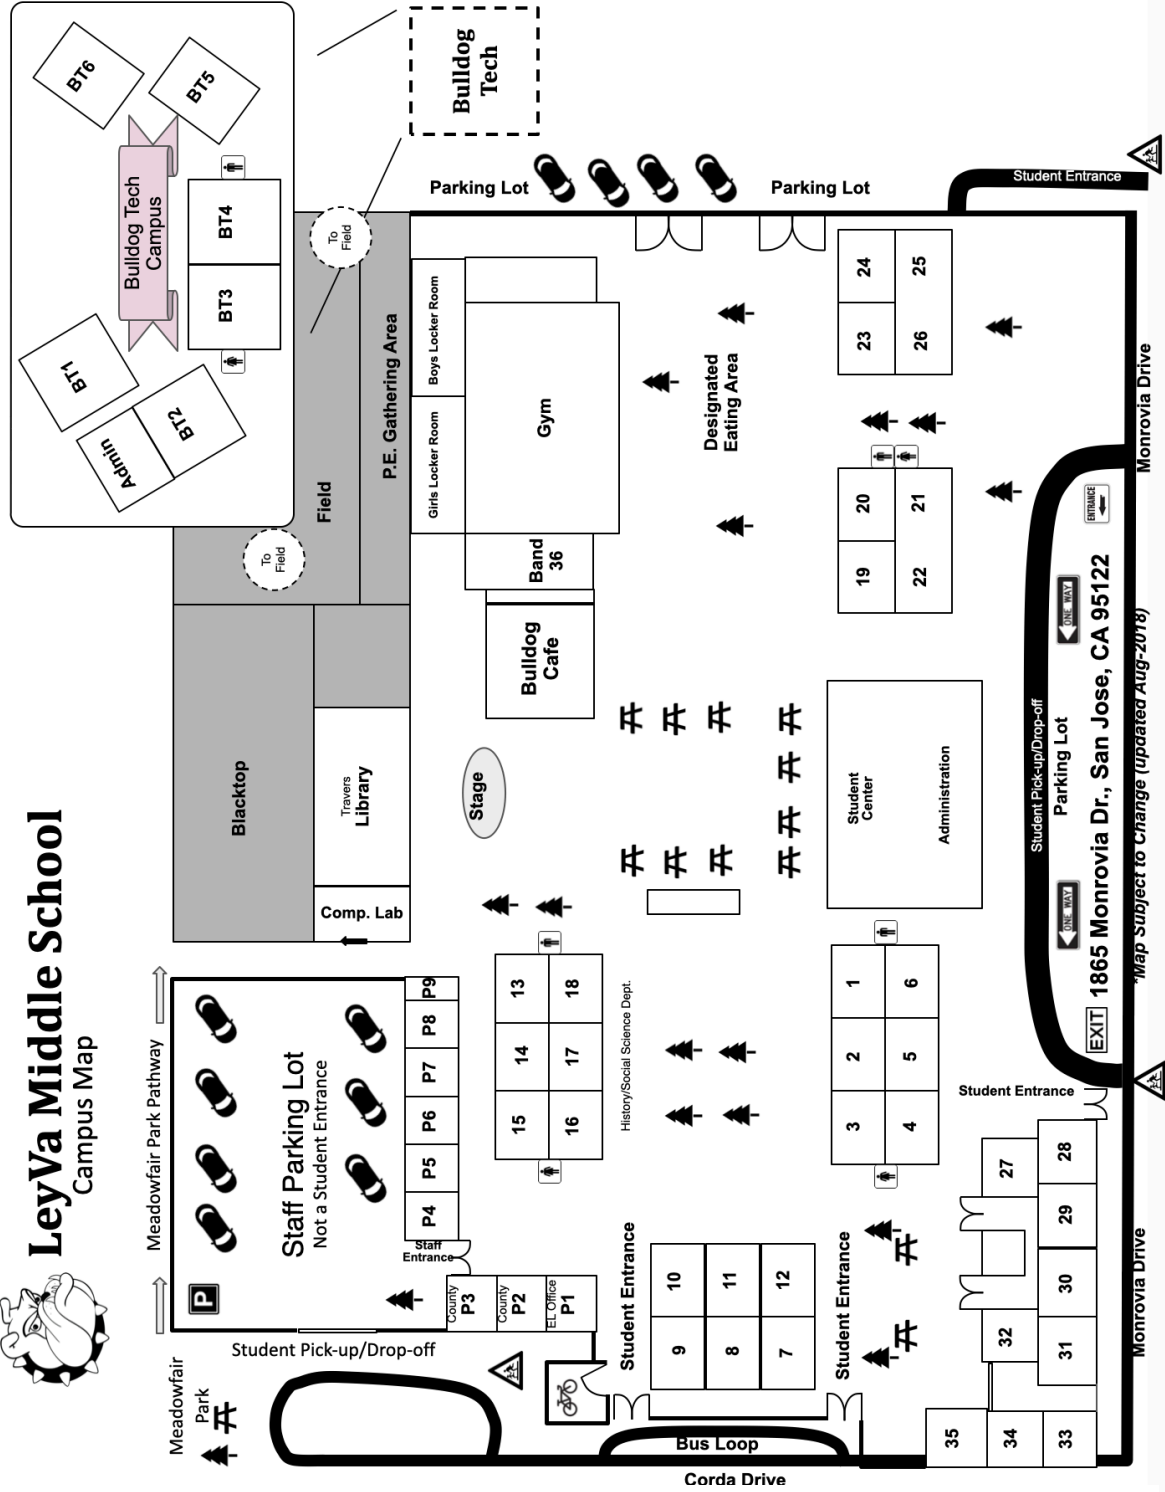 LeyVa Middle School
Campus Map
BT6
BT5
Bulldog Tech
Campus
BT4
BT3
BT1
BT2
Admin
Bulldog
Tech
Parking Lot
Parking Lot
Student Entrance
To
Field
To
Field
Field
P.E. Gathering Area
Boys Locker Room
Girls Locker Room
Gym
Band
36
Bulldog
Cafe
Designated
Eating Area
24
25
23
26
20
21
19
22
Monrovia Drive
ENTRANCE
ONE WAY
ONE WAY
Student Pick-up/Drop-off
Parking Lot
1865 Monrovia Dr., San Jose, CA 95122
*Map Subject to Change (updated Aug-2018)
EXIT
Blacktop
Travers
Library
Comp. Lab
Stage
Student
Center
Administration
Meadowfair Park Pathway
Staff Parking Lot
Not a Student Entrance
P
P9
P8
P7
P6
P5
P4
Staff
Entrance
County
P3
County
P2
EL Office
P1
13
18
14
17
15
16
History/Social Science Dept.
1
6
2
5
3
4
Student Entrance
27
28
29
30
31
32
33
34
35
Student Entrance
10
11
12
9
8
7
Student Entrance
Student Pick-up/Drop-off
Meadowfair
Park
Bus Loop
Corda Drive
Monrovia Drive